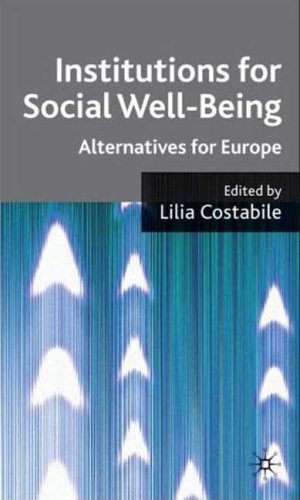 Institutions for
Social Well-Being
Alternatives for Europe
Edited by
Lilia Costabile